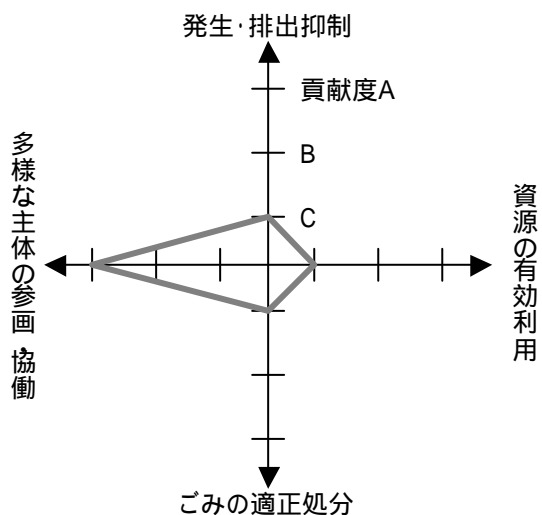 発生・排出抑制
貢献度A
B
C
多様な主体の参画・協働
資源の有効利用
ごみの適正処分